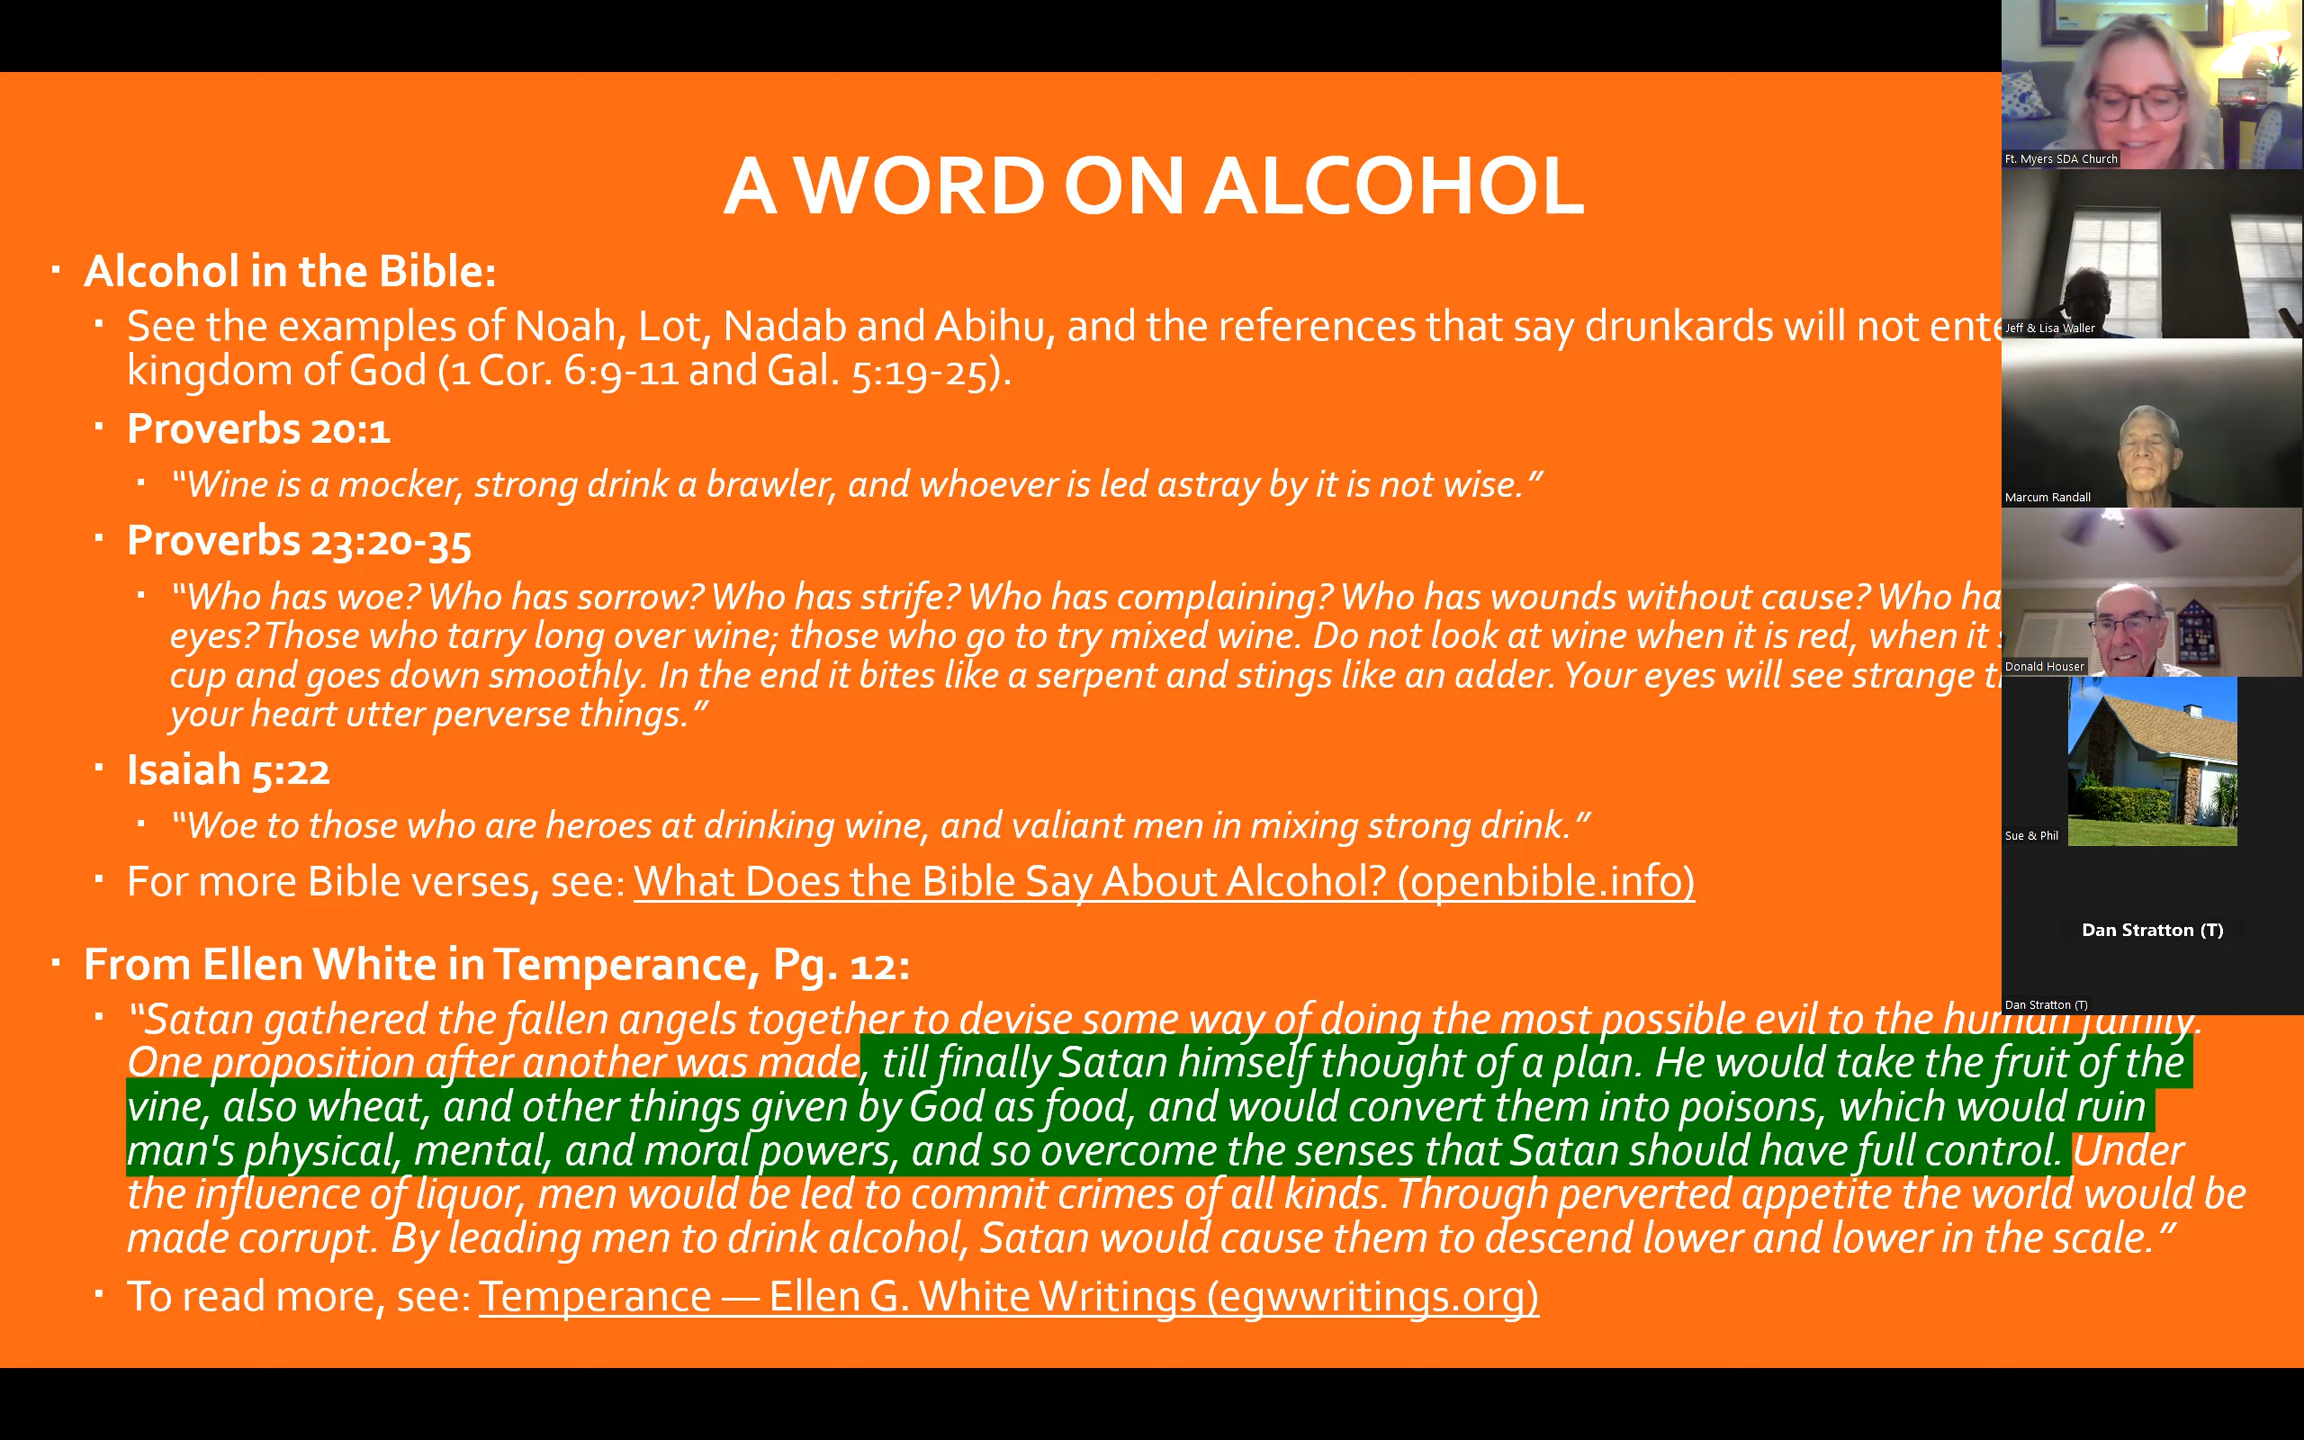 A WORD ON ALCOHOL
▪ Alcohol in the Bible:
▪ See the examples of Noah, Lot, Nadab and Abihu, and the references that say drunkards will not ente
kingdom of God (1 Cor. 6:9-11 and Gal. 5:19-25).
▪ Proverbs 20:1
▪ “Wine is a mocker, strong drink a brawler, and whoever is led astray by it is not wise.”
▪ Proverbs 23:20-35
▪ “Who has woe? Who has sorrow? Who has strife? Who has complaining? Who has wounds without cause? Who ha
eyes? Those who tarry long over wine; those who go to try mixed wine. Do not look at wine when it is red, when it
cup and goes down smoothly. In the end it bites like a serpent and stings like an adder. Your eyes will see strange
your heart utter perverse things.”
▪ Isaiah 5:22
▪ “Woe to those who are heroes at drinking wine, and valiant men in mixing strong drink.”
▪ For more Bible verses, see: What Does the Bible Say About Alcohol? (openbible.info)
▪ From Ellen White in Temperance, Pg. 12:
▪ “Satan gathered the fallen angels together to devise some way of doing the most possible evil to the human family.
One proposition after another was made, till finally Satan himself thought of a plan. He would take the fruit of the
vine, also wheat, and other things given by God as food, and would convert them into poisons, which would ruin
man's physical, mental, and moral powers, and so overcome the senses that Satan should have full control. Under
the influence of liquor, men would be led to commit crimes of all kinds. Through perverted appetite the world would be
made corrupt. By leading men to drink alcohol, Satan would cause them to descend lower and lower in the scale.”
▪ To read more, see: Temperance — Ellen G. White Writings (egwwritings.org)
Ft. Myers SDA Church
Jeff & Lisa Waller
Marcum Randall
Donald Houser
Sue & Phil
Dan Stratton (T)
Dan Stratton (T)